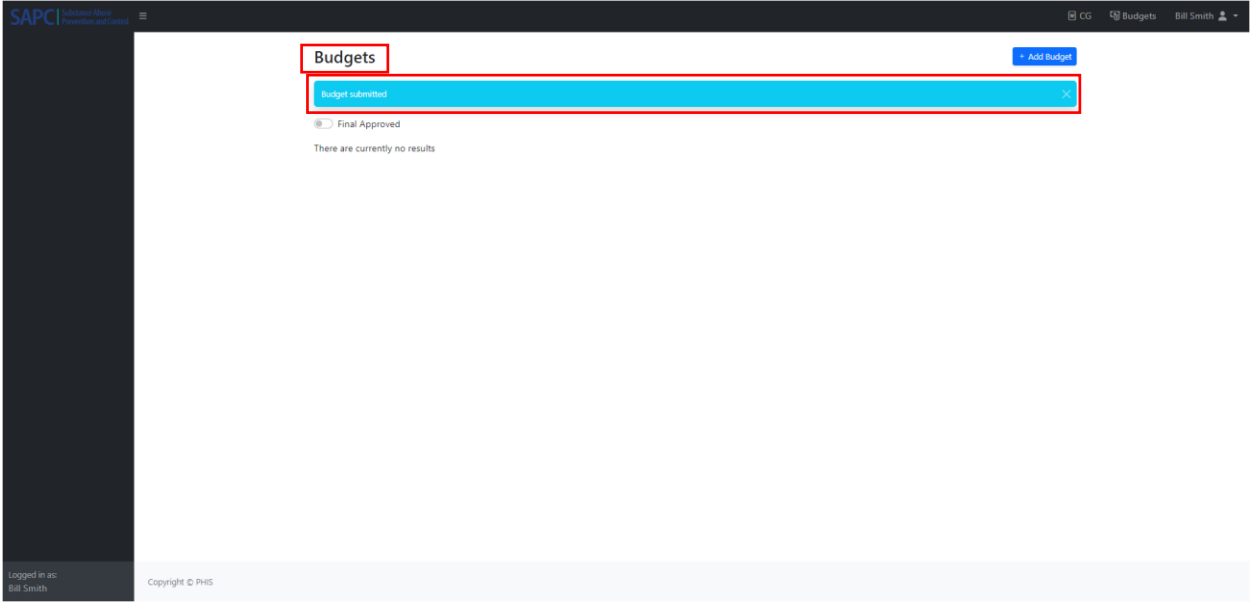 SAPC Substance Abuse
Prevention and Control
CG
Budgets
Bill Smith
Budgets
+ Add Budget
Budget submitted
Final Approved
There are currently no results
Logged in as:
Bill Smith
Copyright © PHIS